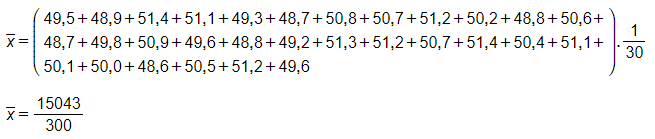 x̅ = ( 49,5 + 48,9 + 51,4 + 51,1 + 49,3 + 48,7 + 50,8 + 50,7 + 51,2 + 50,2 + 48,8 + 50,6 +
48,7 + 49,8 + 50,9 + 49,6 + 48,8 + 49,2 + 51,3 + 51,2 + 50,7 + 51,4 + 50,4 + 51,1 +
50,1 + 50,0 + 48,6 + 50,5 + 51,2 + 49,6 ) . 1/30
x̅ = 15043/300